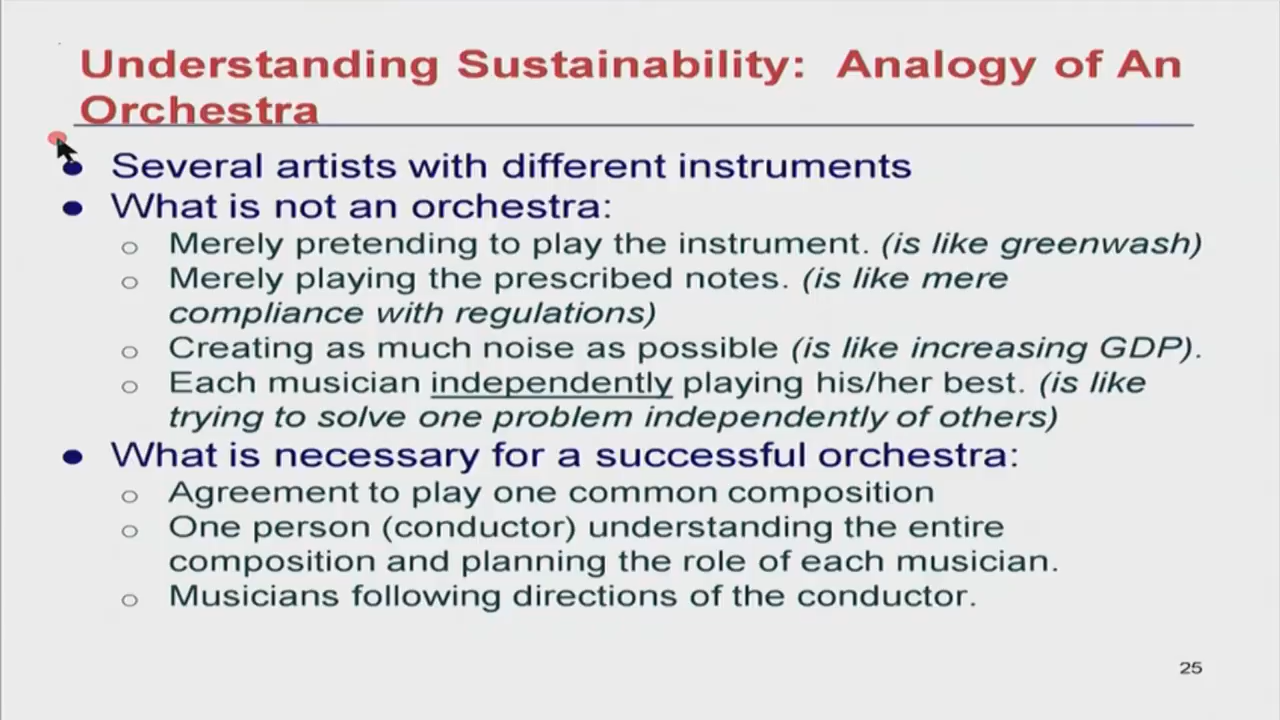 Understanding Sustainability: Analogy of An
Orchestra
● Several artists with different instruments
● What is not an orchestra:
○ Merely pretending to play the instrument. (is like greenwash)
○ Merely playing the prescribed notes. (is like mere
compliance with regulations)
○ Creating as much noise as possible (is like increasing GDP).
○ Each musician independently playing his/her best. (is like
trying to solve one problem independently of others)
● What is necessary for a successful orchestra:
○ Agreement to play one common composition
○ One person (conductor) understanding the entire
composition and planning the role of each musician.
○ Musicians following directions of the conductor.
25